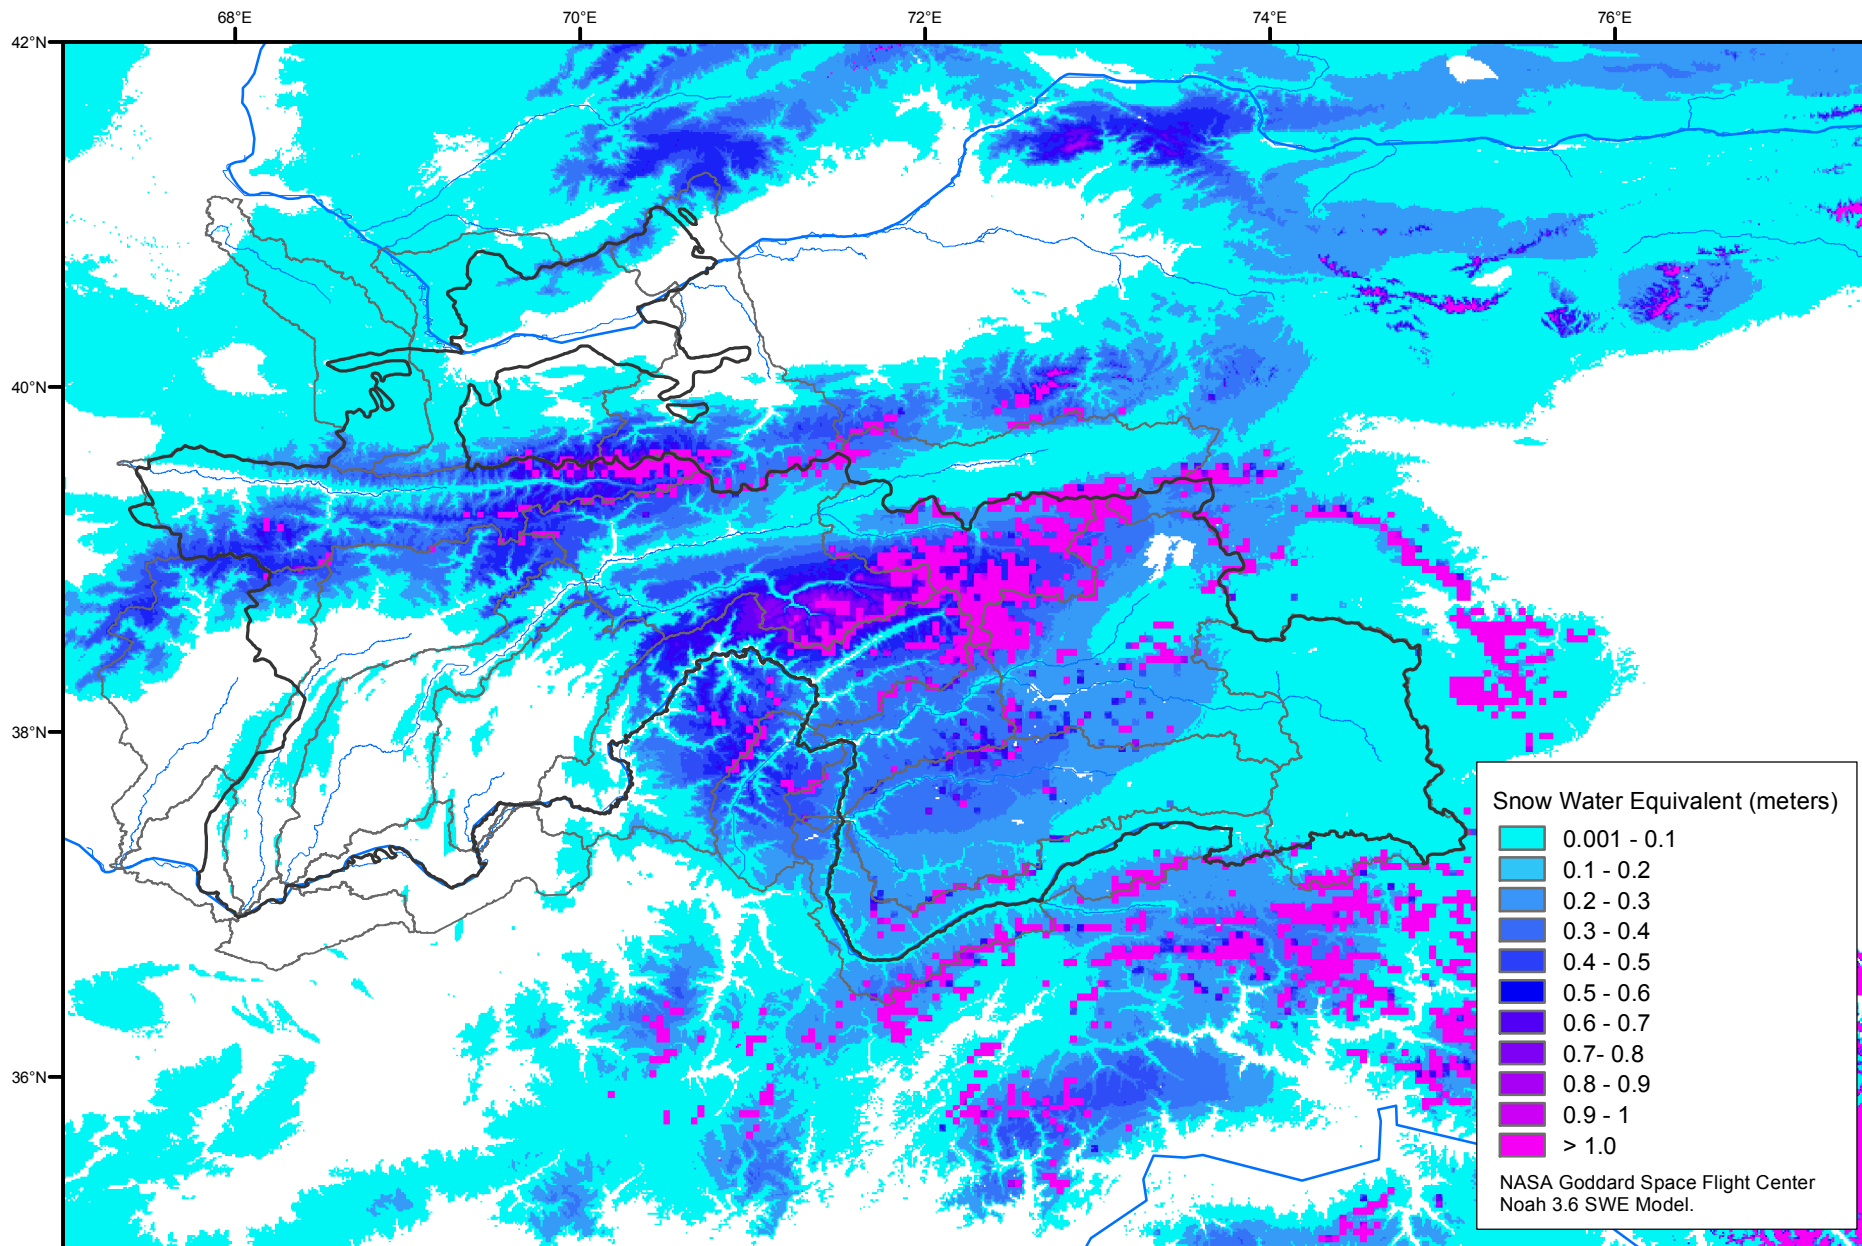 68°E
70°E
72°E
74°E
76°E
42°N
40°N
38°N
36°N
Snow Water Equivalent (meters)
0.001 - 0.1
0.1 - 0.2
0.2 - 0.3
0.3 - 0.4
0.4 - 0.5
0.5 - 0.6
0.6 - 0.7
0.7- 0.8
0.8 - 0.9
0.9 - 1
> 1.0
NASA Goddard Space Flight Center
Noah 3.6 SWE Model.